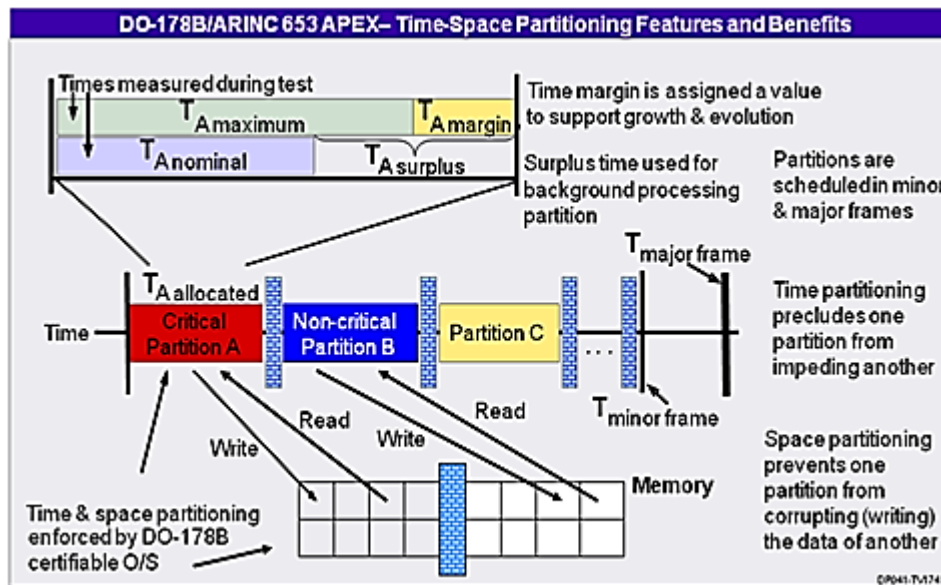 DO-178B/ARINC 653 APEX– Time-Space Partitioning Features and Benefits
Times measured during test
T A maximum
T A margin
Time margin is assigned a value
to support growth & evolution
T A nominal
T A surplus
Surplus time used for
background processing
partition
Partitions are
scheduled in minor
& major frames
T A allocated
T major frame
Time
Critical
Partition A
Non-critical
Partition B
Partition C
...
T minor frame
Time partitioning
precludes one
partition from
impeding another
Write
Read
Write
Read
Memory
Space partitioning
prevents one
partition from
corrupting (writing)
the data of another
Time & space partitioning
enforced by DO-178B
certifiable O/S